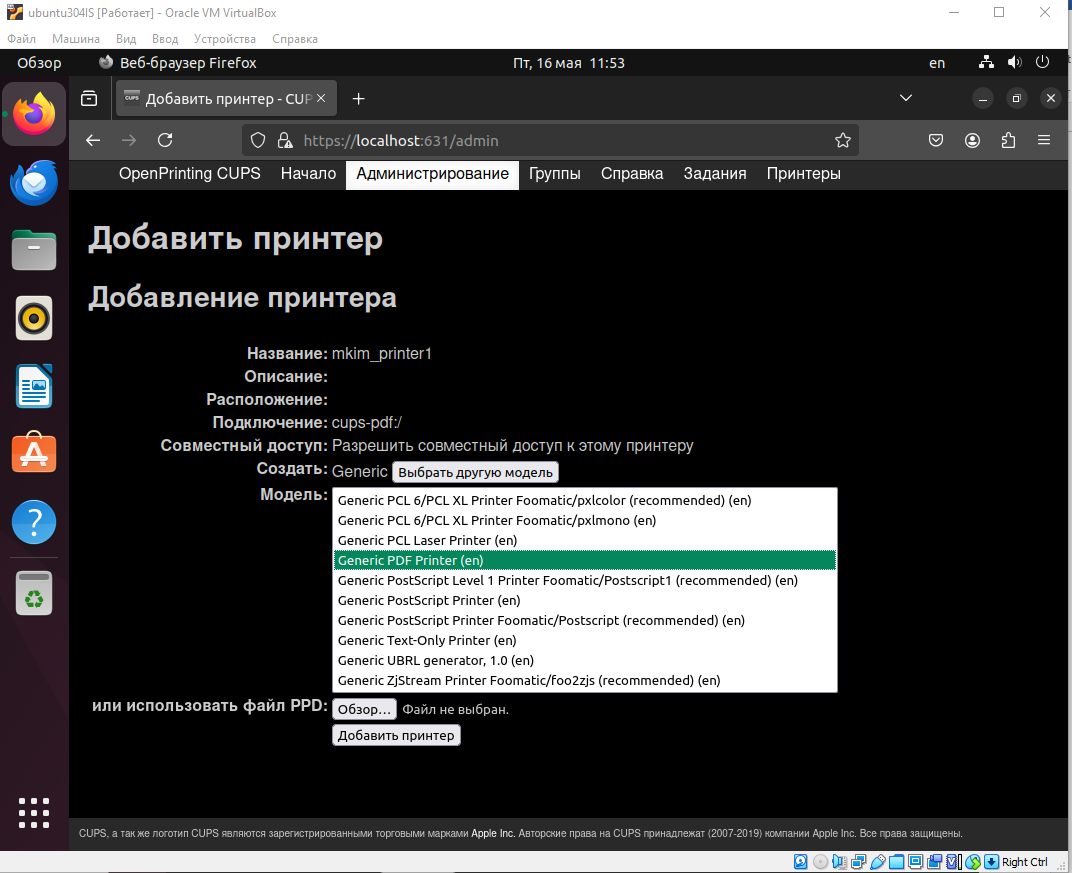 ubuntu304IS [Работает] - Oracle VM VirtualBox
Файл Машина Вид Ввод Устройства Справка
Обзор Веб-браузер Firefox Пт, 16 мая 11:53 en
CUPS Добавить принтер - CUP
https://localhost:631/admin
OpenPrinting CUPS Начало Администрирование Группы Справка Задания Принтеры
Добавить принтер
Добавление принтера
Название: mkim_printer1
Описание:
Расположение:
Подключение: cups-pdf:/
Совместный доступ: Разрешить совместный доступ к этому принтеру
Создать: Generic Выбрать другую модель
Модель:
Generic PCL 6/PCL XL Printer Foomatic/pxlcolor (recommended) (en)
Generic PCL 6/PCL XL Printer Foomatic/pxlmono (en)
Generic PCL Laser Printer (en)
Generic PDF Printer (en)
Generic PostScript Level 1 Printer Foomatic/Postscript1 (recommended) (en)
Generic PostScript Printer (en)
Generic PostScript Printer Foomatic/Postscript (recommended) (en)
Generic Text-Only Printer (en)
Generic UBRL generator, 1.0 (en)
Generic ZjStream Printer Foomatic/foo2zjs (recommended) (en)
или использовать файл PPD: Обзор... Файл не выбран.
Добавить принтер
CUPS, а так же логотип CUPS являются зарегистрированными торговыми марками Apple Inc. Авторские права на CUPS принадлежат (2007-2019) компании Apple Inc. Все права защищены.
Right Ctrl